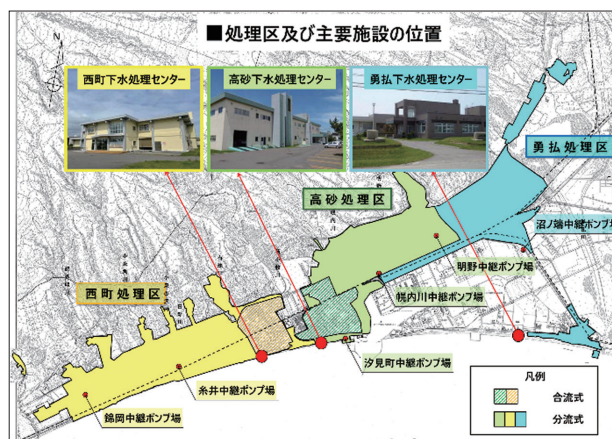 ■処理区及び主要施設の位置
N
西町下水処理センター
高砂下水処理センター
勇払下水処理センター
勇払処理区
高砂処理区
沼ノ端中継ポンプ場
明野中継ポンプ場
幌内川中継ポンプ場
西町処理区
汐見町中継ポンプ場
糸井中継ポンプ場
錦岡中継ポンプ場
凡例
合流式
分流式